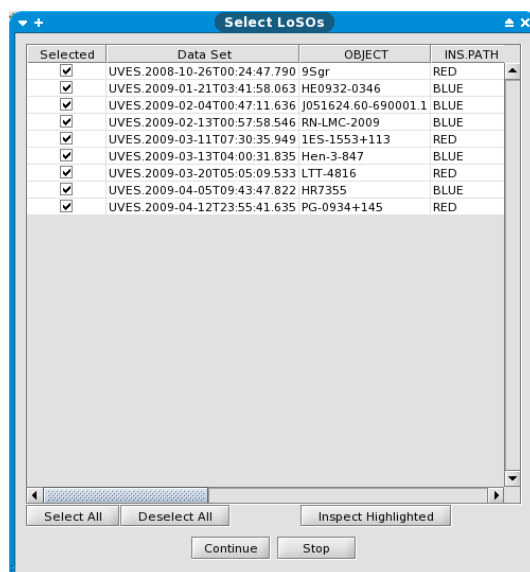 Select LoSOs
Selected Data Set OBJECT INS.PATH
UVES.2008-10-26T00:24:47.790 9Sgr RED
UVES.2009-01-21T03:41:58.063 HE0932-0346 BLUE
UVES.2009-02-04T00:47:11.636 J051624.60-690001.1 BLUE
UVES.2009-02-13T00:57:58.546 RN-LMC-2009 BLUE
UVES.2009-03-11T07:30:35.949 1ES-1553+113 RED
UVES.2009-03-13T04:00:31.835 Hen-3-847 BLUE
UVES.2009-03-20T05:05:09.533 LTT-4816 RED
UVES.2009-04-05T09:43:47.822 HR7355 BLUE
UVES.2009-04-12T23:55:41.635 PG-0934+145 RED
Select All Deselect All Inspect Highlighted
Continue Stop